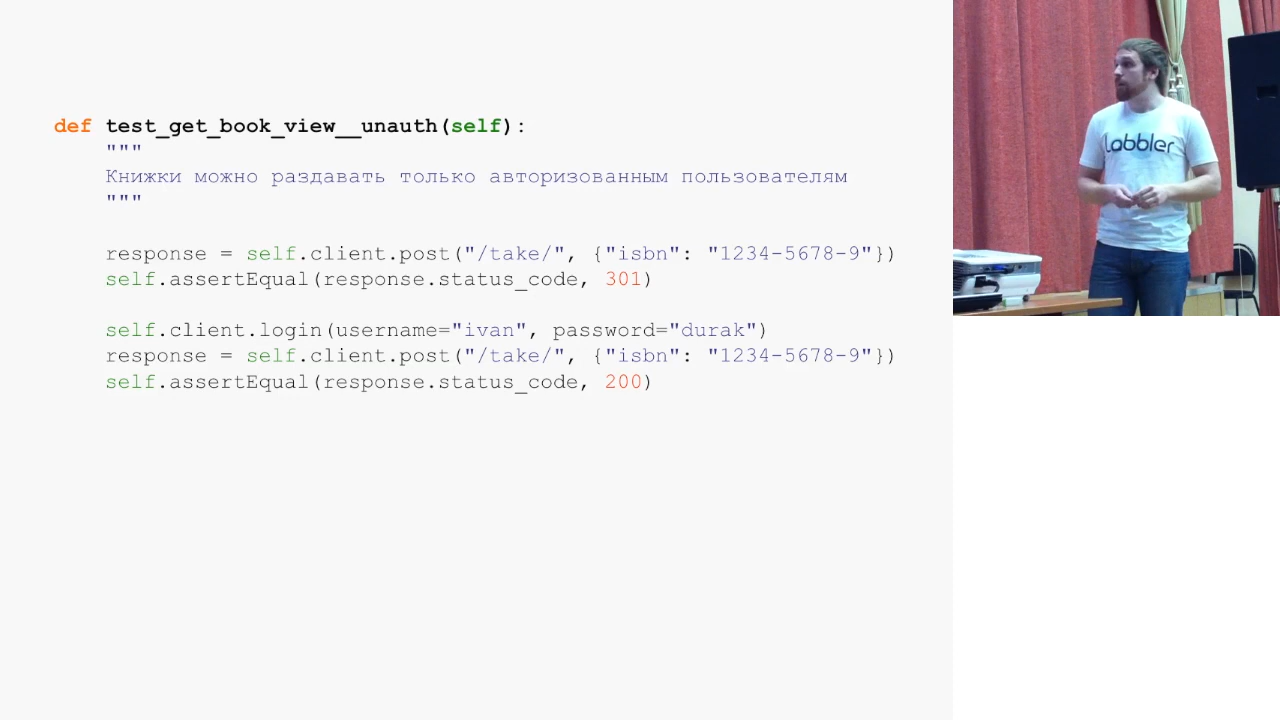 def test_get_book_view__unauth(self):
"""
Книжки можно раздавать только авторизованным пользователям
"""
response = self.client.post("/take/", {"isbn": "1234-5678-9"})
self.assertEqual(response.status_code, 301)
self.client.login(username="ivan", password="durak")
response = self.client.post("/take/", {"isbn": "1234-5678-9"})
self.assertEqual(response.status_code, 200)
Labbler